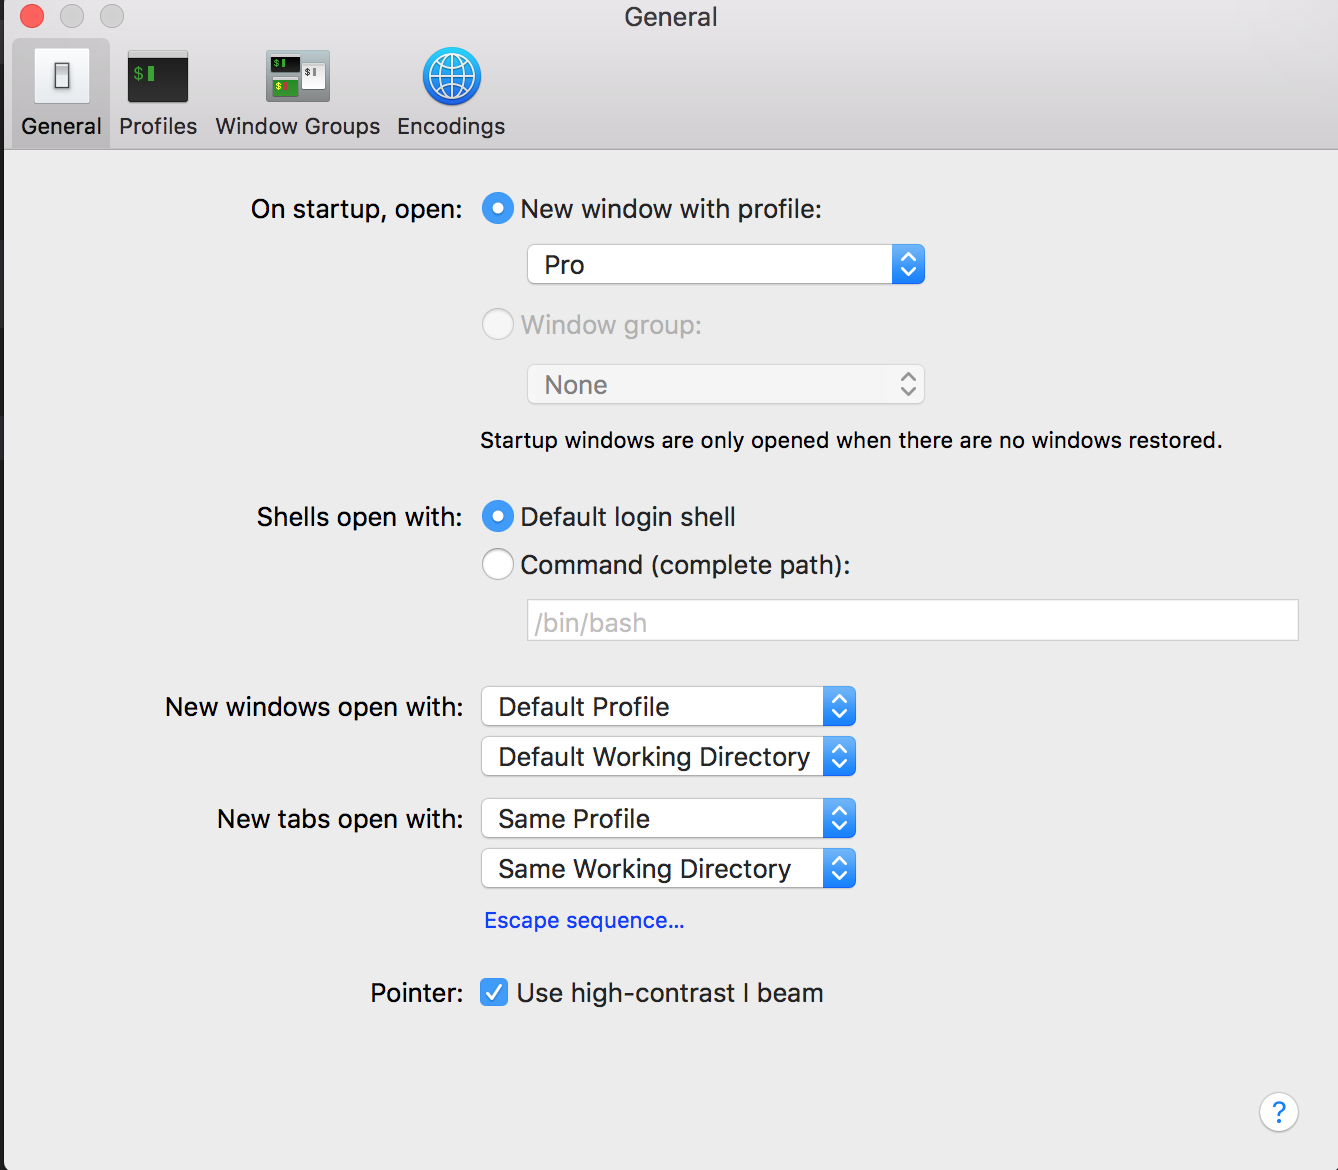 General
General Profiles Window Groups Encodings
On startup, open: New window with profile:
Pro
Window group:
None
Startup windows are only opened when there are no windows restored.
Shells open with: Default login shell
Command (complete path):
/bin/bash
New windows open with: Default Profile
Default Working Directory
New tabs open with: Same Profile
Same Working Directory
Escape sequence...
Pointer: Use high-contrast I beam
?